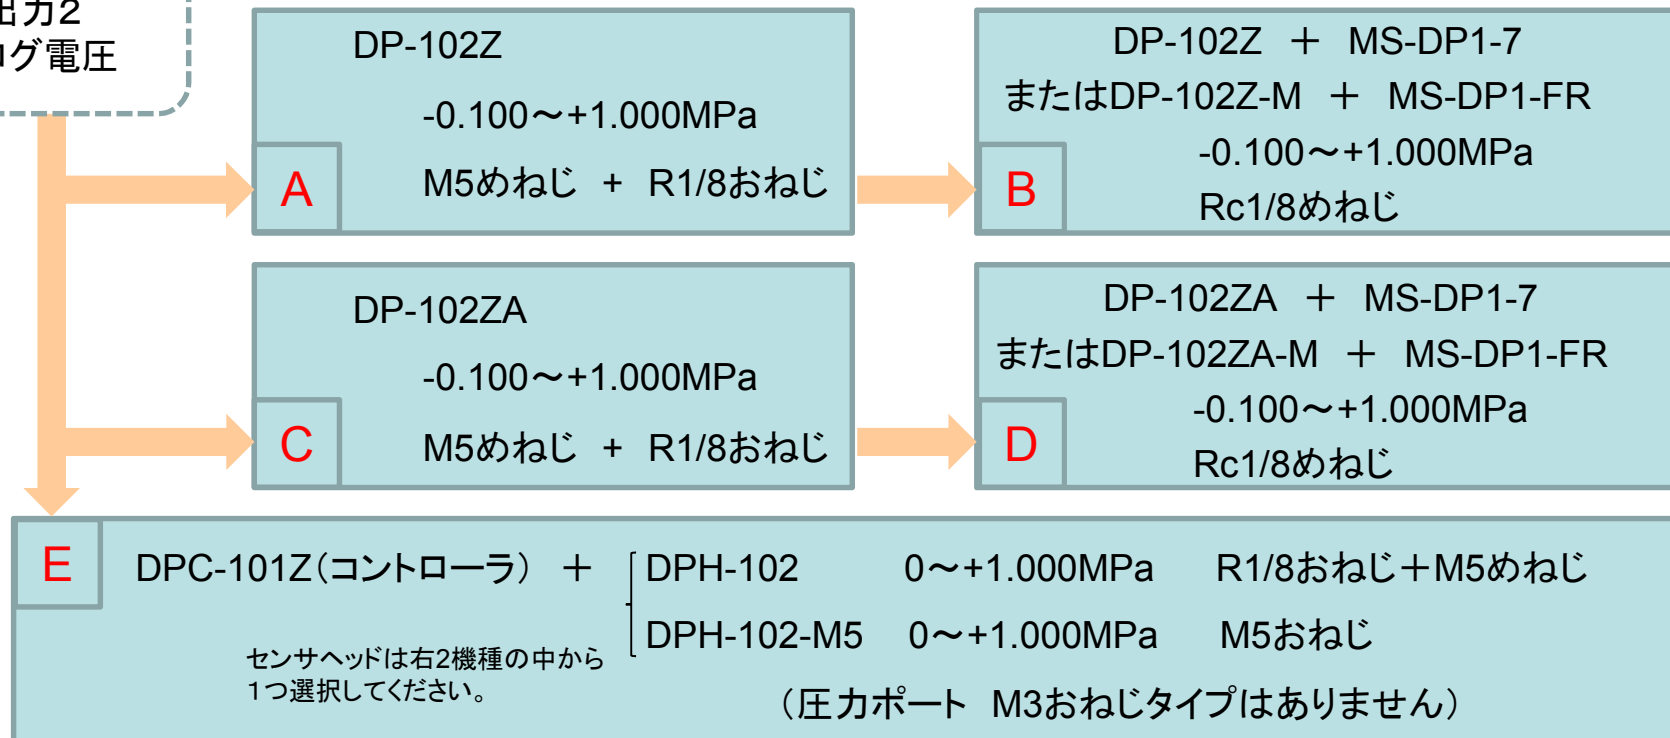 出力2
ログ電圧
DP-102Z
-0.100～+1.000MPa
M5めねじ + R1/8おねじ
A
DP-102Z ＋ MS-DP1-7
またはDP-102Z-M ＋ MS-DP1-FR
-0.100～+1.000MPa
Rc1/8めねじ
B
DP-102ZA
-0.100～+1.000MPa
M5めねじ + R1/8おねじ
C
DP-102ZA ＋ MS-DP1-7
またはDP-102ZA-M ＋ MS-DP1-FR
-0.100～+1.000MPa
Rc1/8めねじ
D
E
DPC-101Z（コントローラ） ＋
DPH-102 0～+1.000MPa R1/8おねじ＋M5めねじ
DPH-102-M5 0～+1.000MPa M5おねじ
センサヘッドは右2機種の中から
１つ選択してください。
（圧力ポート M3おねじタイプはありません）